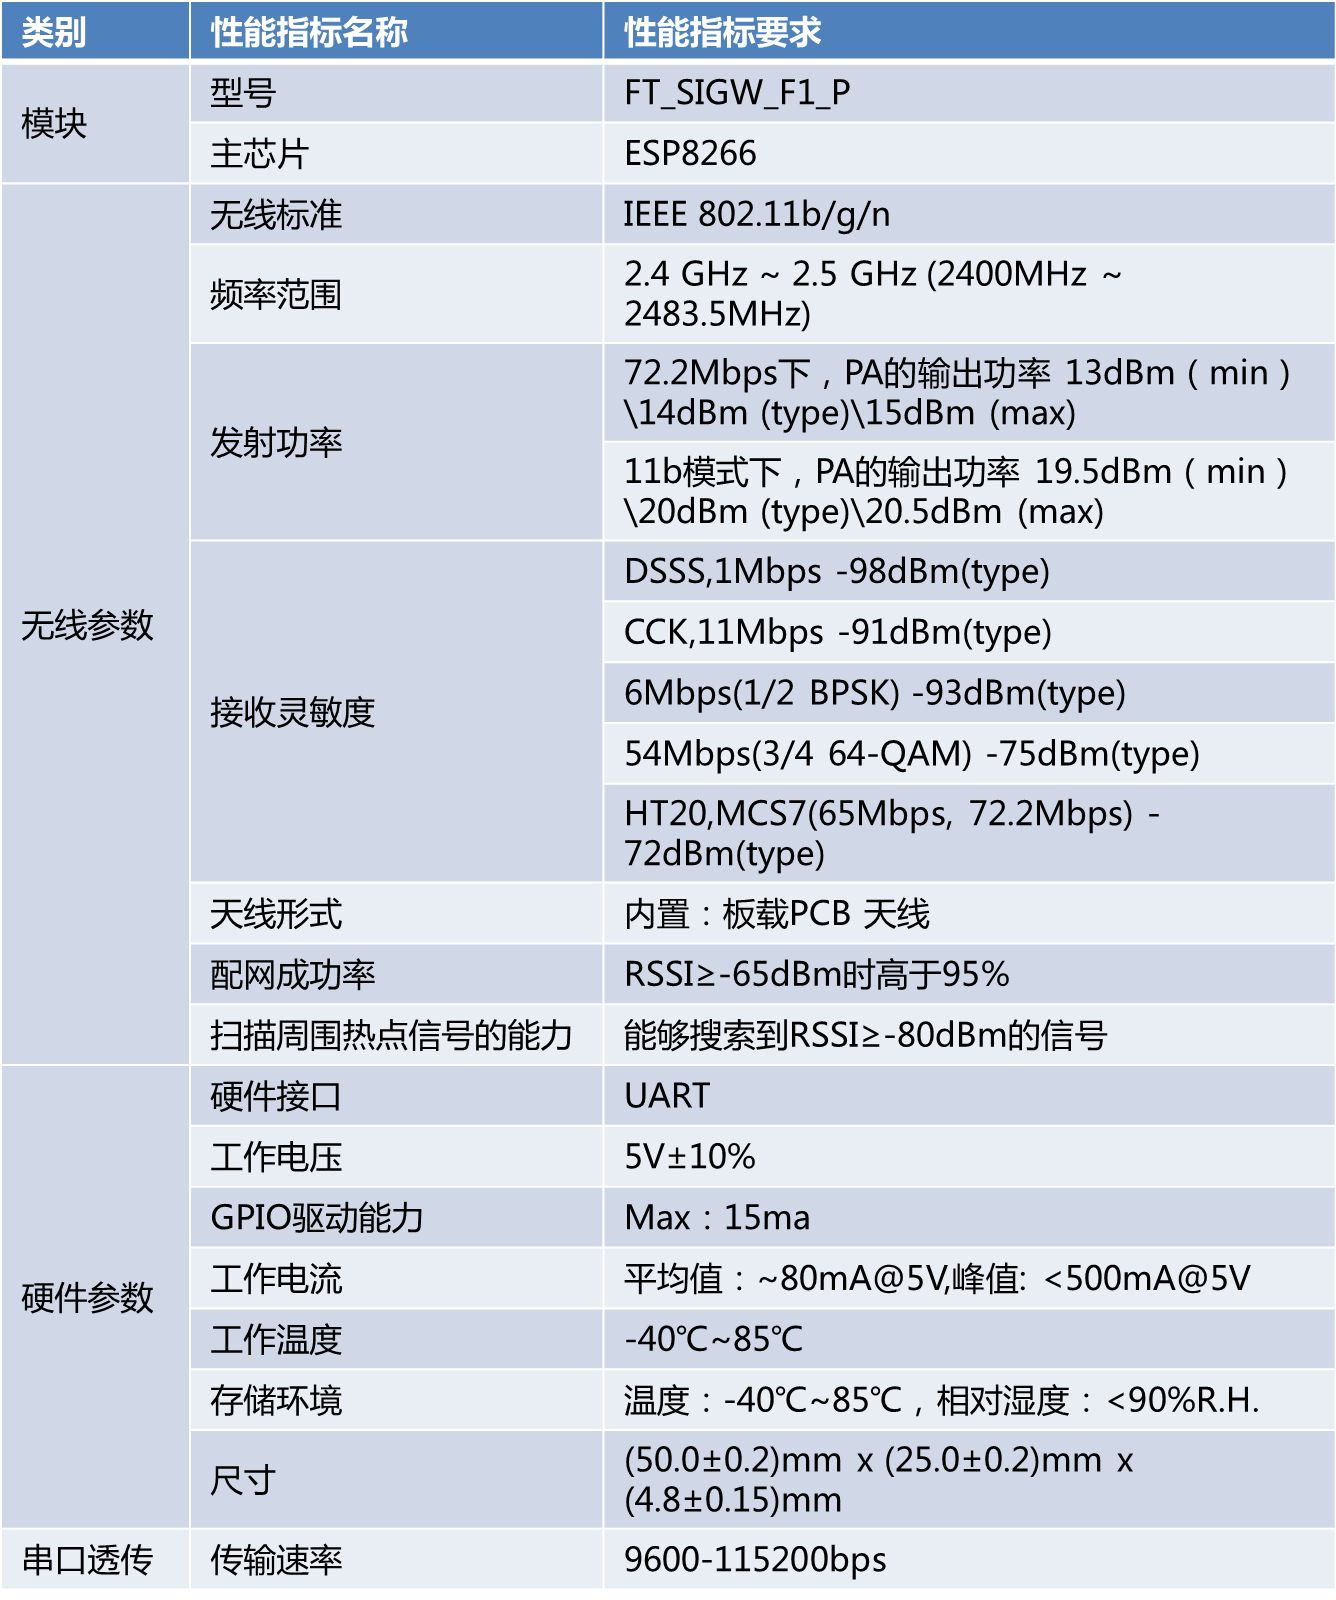 类别 性能指标名称 性能指标要求
模块
型号 FT_SIGW_F1_P
主芯片 ESP8266
无线参数
无线标准 IEEE 802.11b/g/n
频率范围
2.4 GHz ~ 2.5 GHz (2400MHz ~
2483.5MHz)
发射功率
72.2Mbps下，PA的输出功率 13dBm（min）
\14dBm (type)\15dBm (max)
11b模式下，PA的输出功率 19.5dBm（min）
\20dBm (type)\20.5dBm (max)
接收灵敏度
DSSS,1Mbps -98dBm(type)
CCK,11Mbps -91dBm(type)
6Mbps(1/2 BPSK) -93dBm(type)
54Mbps(3/4 64-QAM) -75dBm(type)
HT20,MCS7(65Mbps, 72.2Mbps) -
72dBm(type)
天线形式 内置：板载PCB 天线
配网成功率 RSSI≥-65dBm时高于95%
扫描周围热点信号的能力 能够搜索到RSSI≥-80dBm的信号
硬件参数
硬件接口 UART
工作电压 5V±10%
GPIO驱动能力 Max：15ma
工作电流 平均值：~80mA@5V,峰值: <500mA@5V
工作温度 -40℃~85℃
存储环境 温度：-40℃~85℃，相对湿度：<90%R.H.
尺寸
(50.0±0.2)mm x (25.0±0.2)mm x
(4.8±0.15)mm
串口透传 传输速率 9600-115200bps